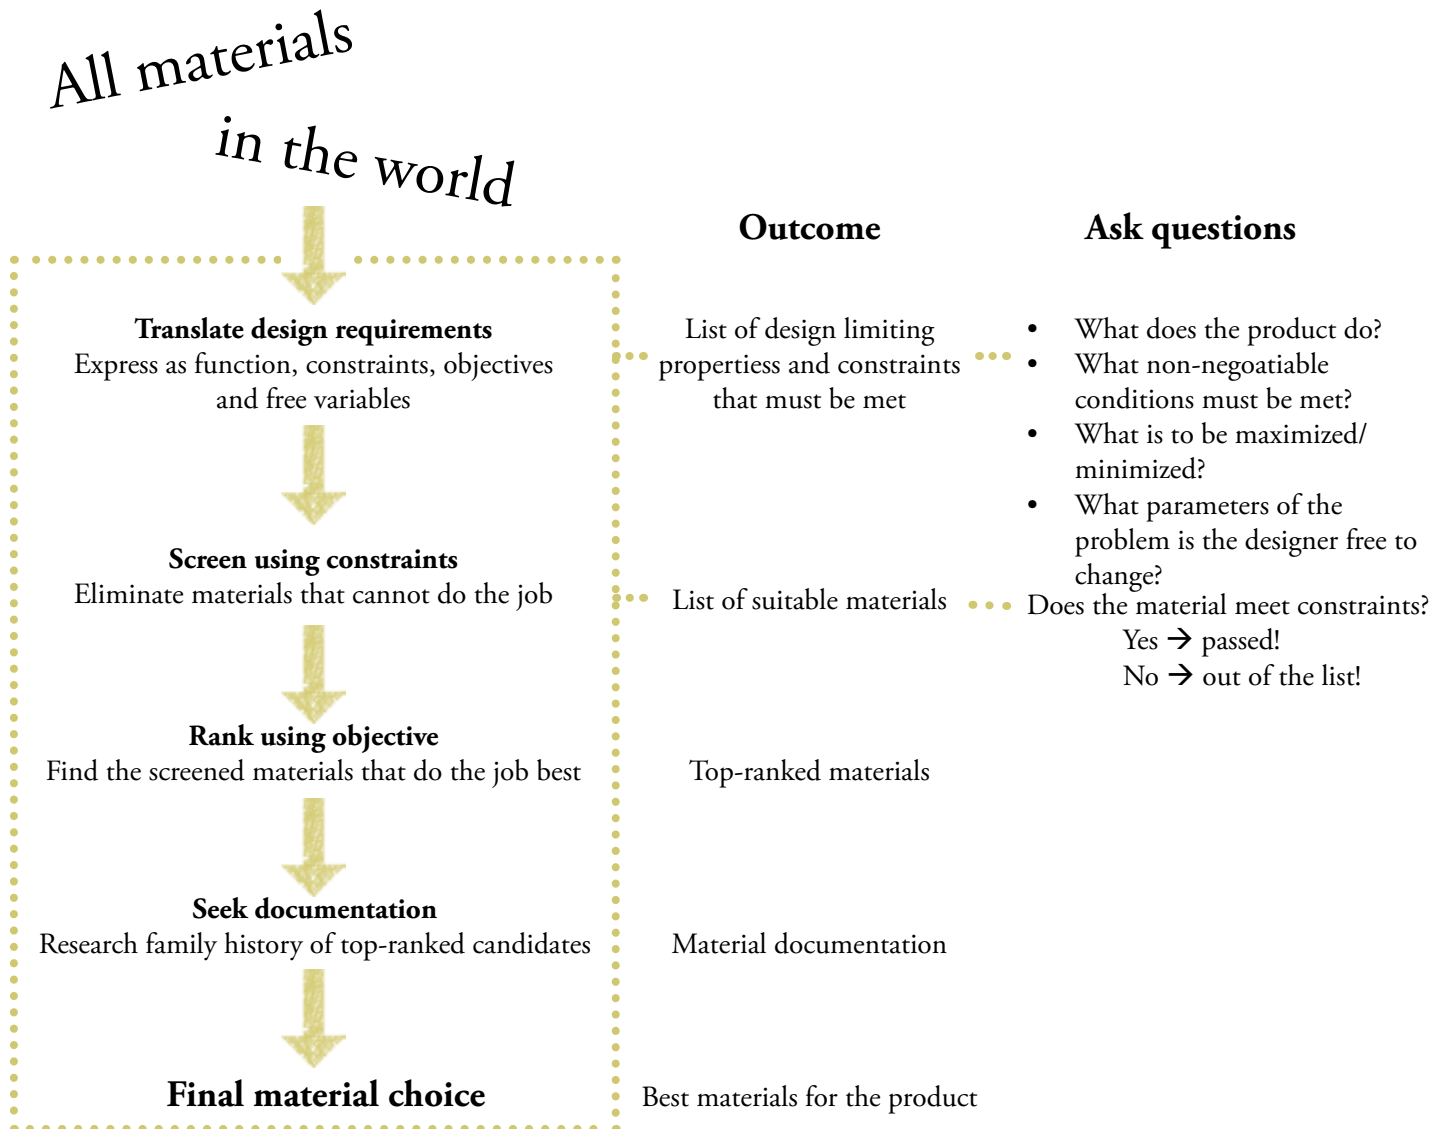 All materials
in the world
Outcome
Ask questions
Translate design requirements
Express as function, constraints, objectives
and free variables
List of design limiting
propertiess and constraints
that must be met
• What does the product do?
• What non-negoatiable
conditions must be met?
• What is to be maximized/
minimized?
• What parameters of the
problem is the designer free to
change?
Screen using constraints
Eliminate materials that cannot do the job
List of suitable materials
Does the material meet constraints?
Yes → passed!
No → out of the list!
Rank using objective
Find the screened materials that do the job best
Top-ranked materials
Seek documentation
Research family history of top-ranked candidates
Material documentation
Final material choice
Best materials for the product